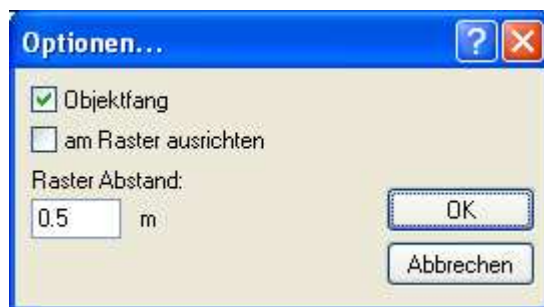 Optionen...
Objektfang
am Raster ausrichten
Raster Abstand:
0.5 m
OK
Abbrechen